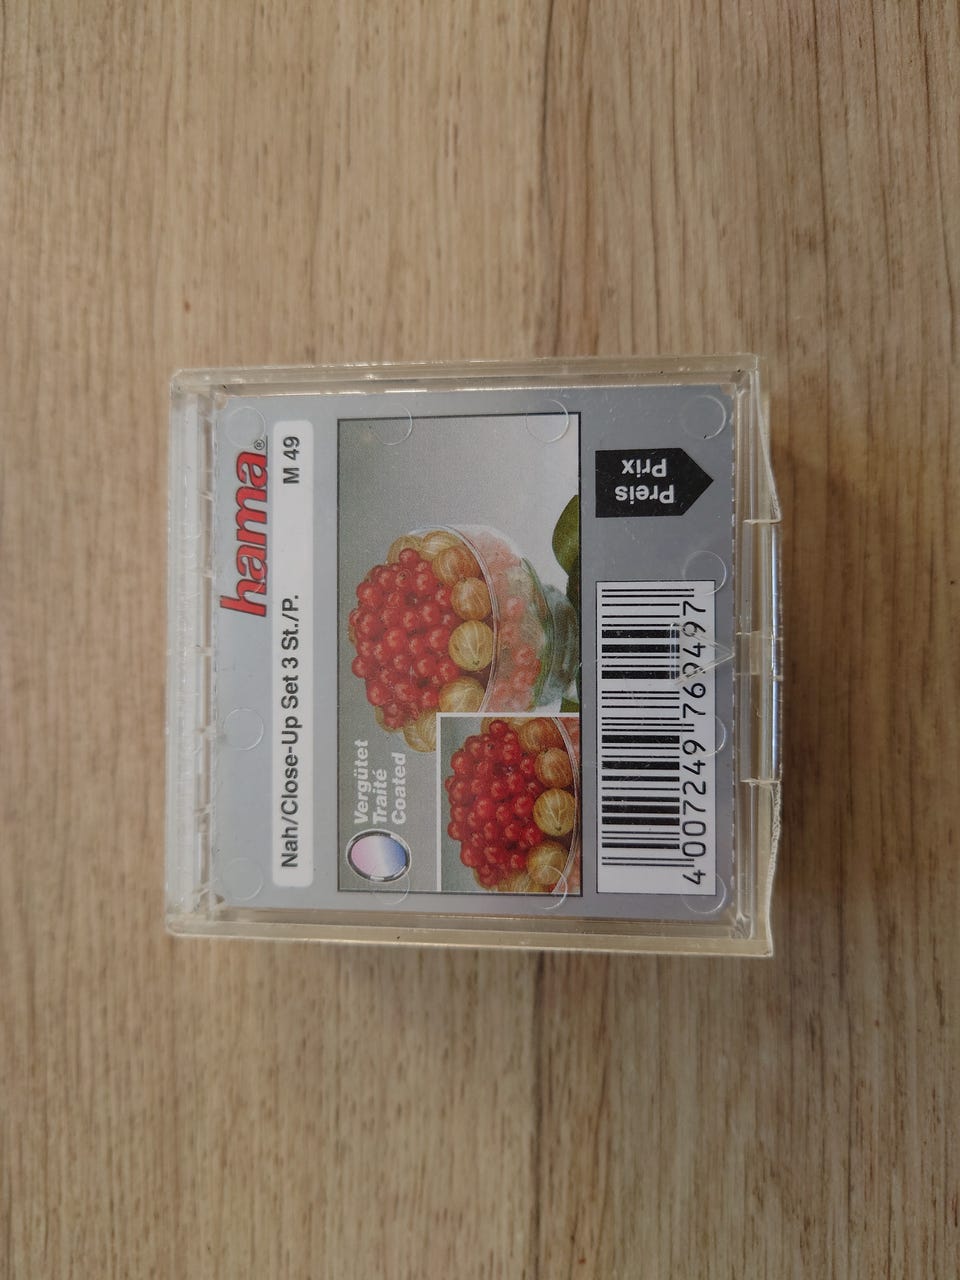 hama®
Nah/Close-Up Set 3 St./P. M 49
Vergütet
Traité
Coated
Preis
Prix
4 007249 769497